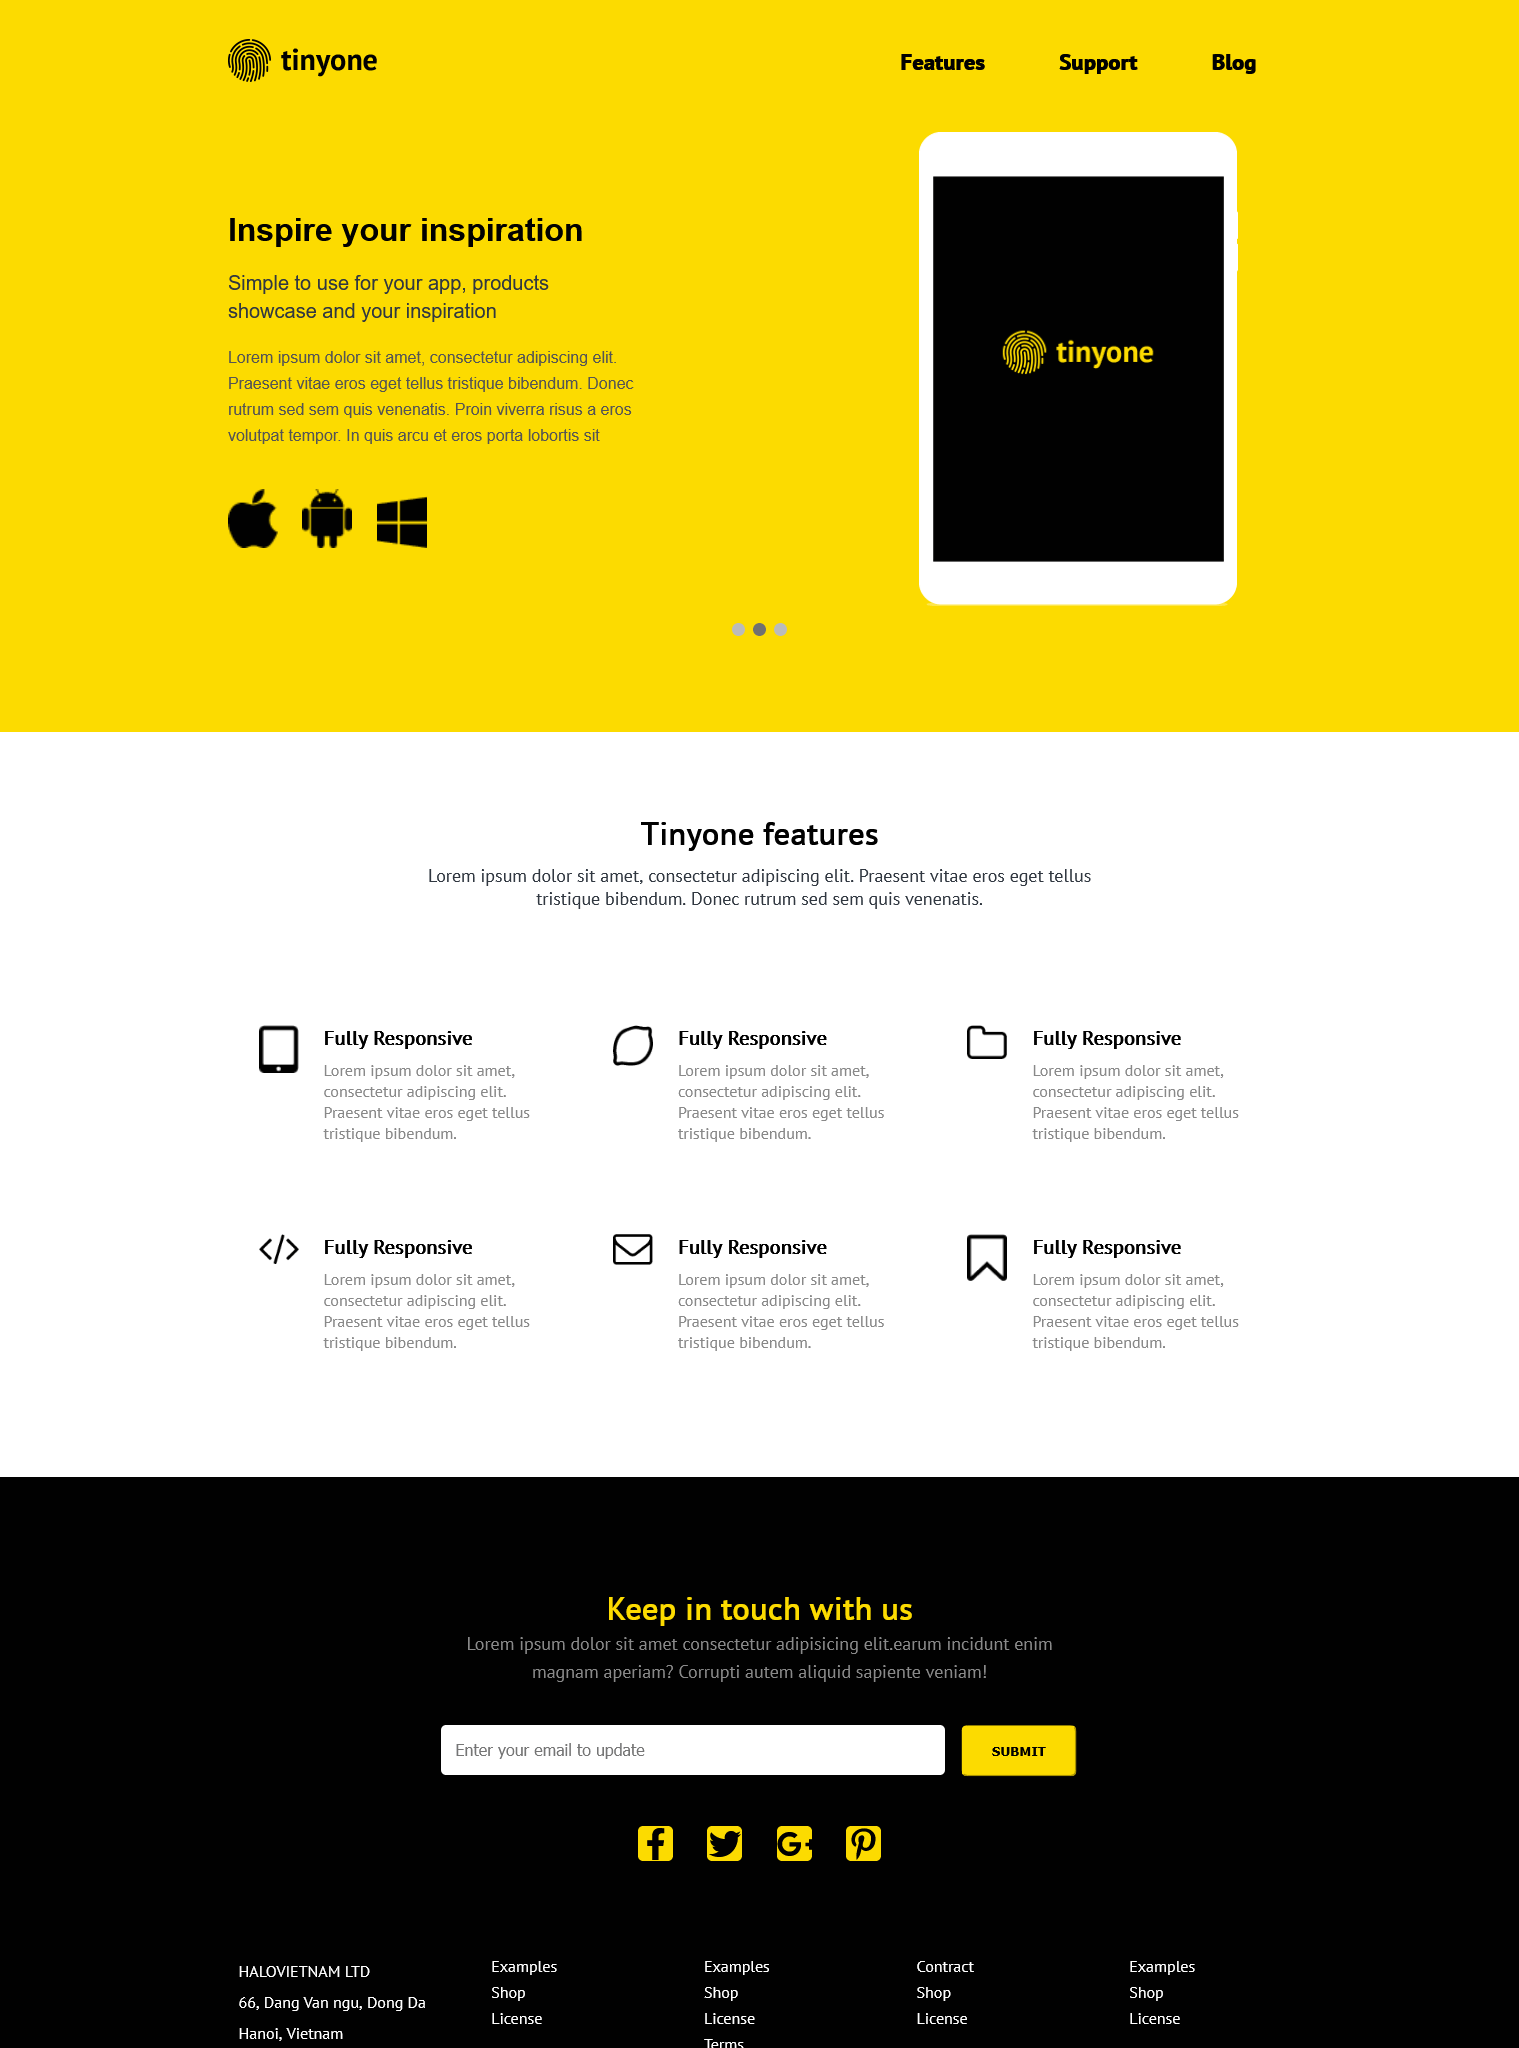 tinyone
Features
Support
Blog
Inspire your inspiration
Simple to use for your app, products
showcase and your inspiration
Lorem ipsum dolor sit amet, consectetur adipiscing elit.
Praesent vitae eros eget tellus tristique bibendum. Donec
rutrum sed sem quis venenatis. Proin viverra risus a eros
volutpat tempor. In quis arcu et eros porta lobortis sit
tinyone
Tinyone features
Lorem ipsum dolor sit amet, consectetur adipiscing elit. Praesent vitae eros eget tellus
tristique bibendum. Donec rutrum sed sem quis venenatis.
Fully Responsive
Lorem ipsum dolor sit amet,
consectetur adipiscing elit.
Praesent vitae eros eget tellus
tristique bibendum.
Fully Responsive
Lorem ipsum dolor sit amet,
consectetur adipiscing elit.
Praesent vitae eros eget tellus
tristique bibendum.
Fully Responsive
Lorem ipsum dolor sit amet,
consectetur adipiscing elit.
Praesent vitae eros eget tellus
tristique bibendum.
Fully Responsive
Lorem ipsum dolor sit amet,
consectetur adipiscing elit.
Praesent vitae eros eget tellus
tristique bibendum.
Fully Responsive
Lorem ipsum dolor sit amet,
consectetur adipiscing elit.
Praesent vitae eros eget tellus
tristique bibendum.
Fully Responsive
Lorem ipsum dolor sit amet,
consectetur adipiscing elit.
Praesent vitae eros eget tellus
tristique bibendum.
Keep in touch with us
Lorem ipsum dolor sit amet consectetur adipisicing elit.earum incidunt enim
magnam aperiam? Corrupti autem aliquid sapiente veniam!
Enter your email to update
SUBMIT
HALOVIETNAM LTD
66, Dang Van ngu, Dong Da
Hanoi, Vietnam
Examples
Shop
License
Examples
Shop
License
Terms
Contract
Shop
License
Examples
Shop
License